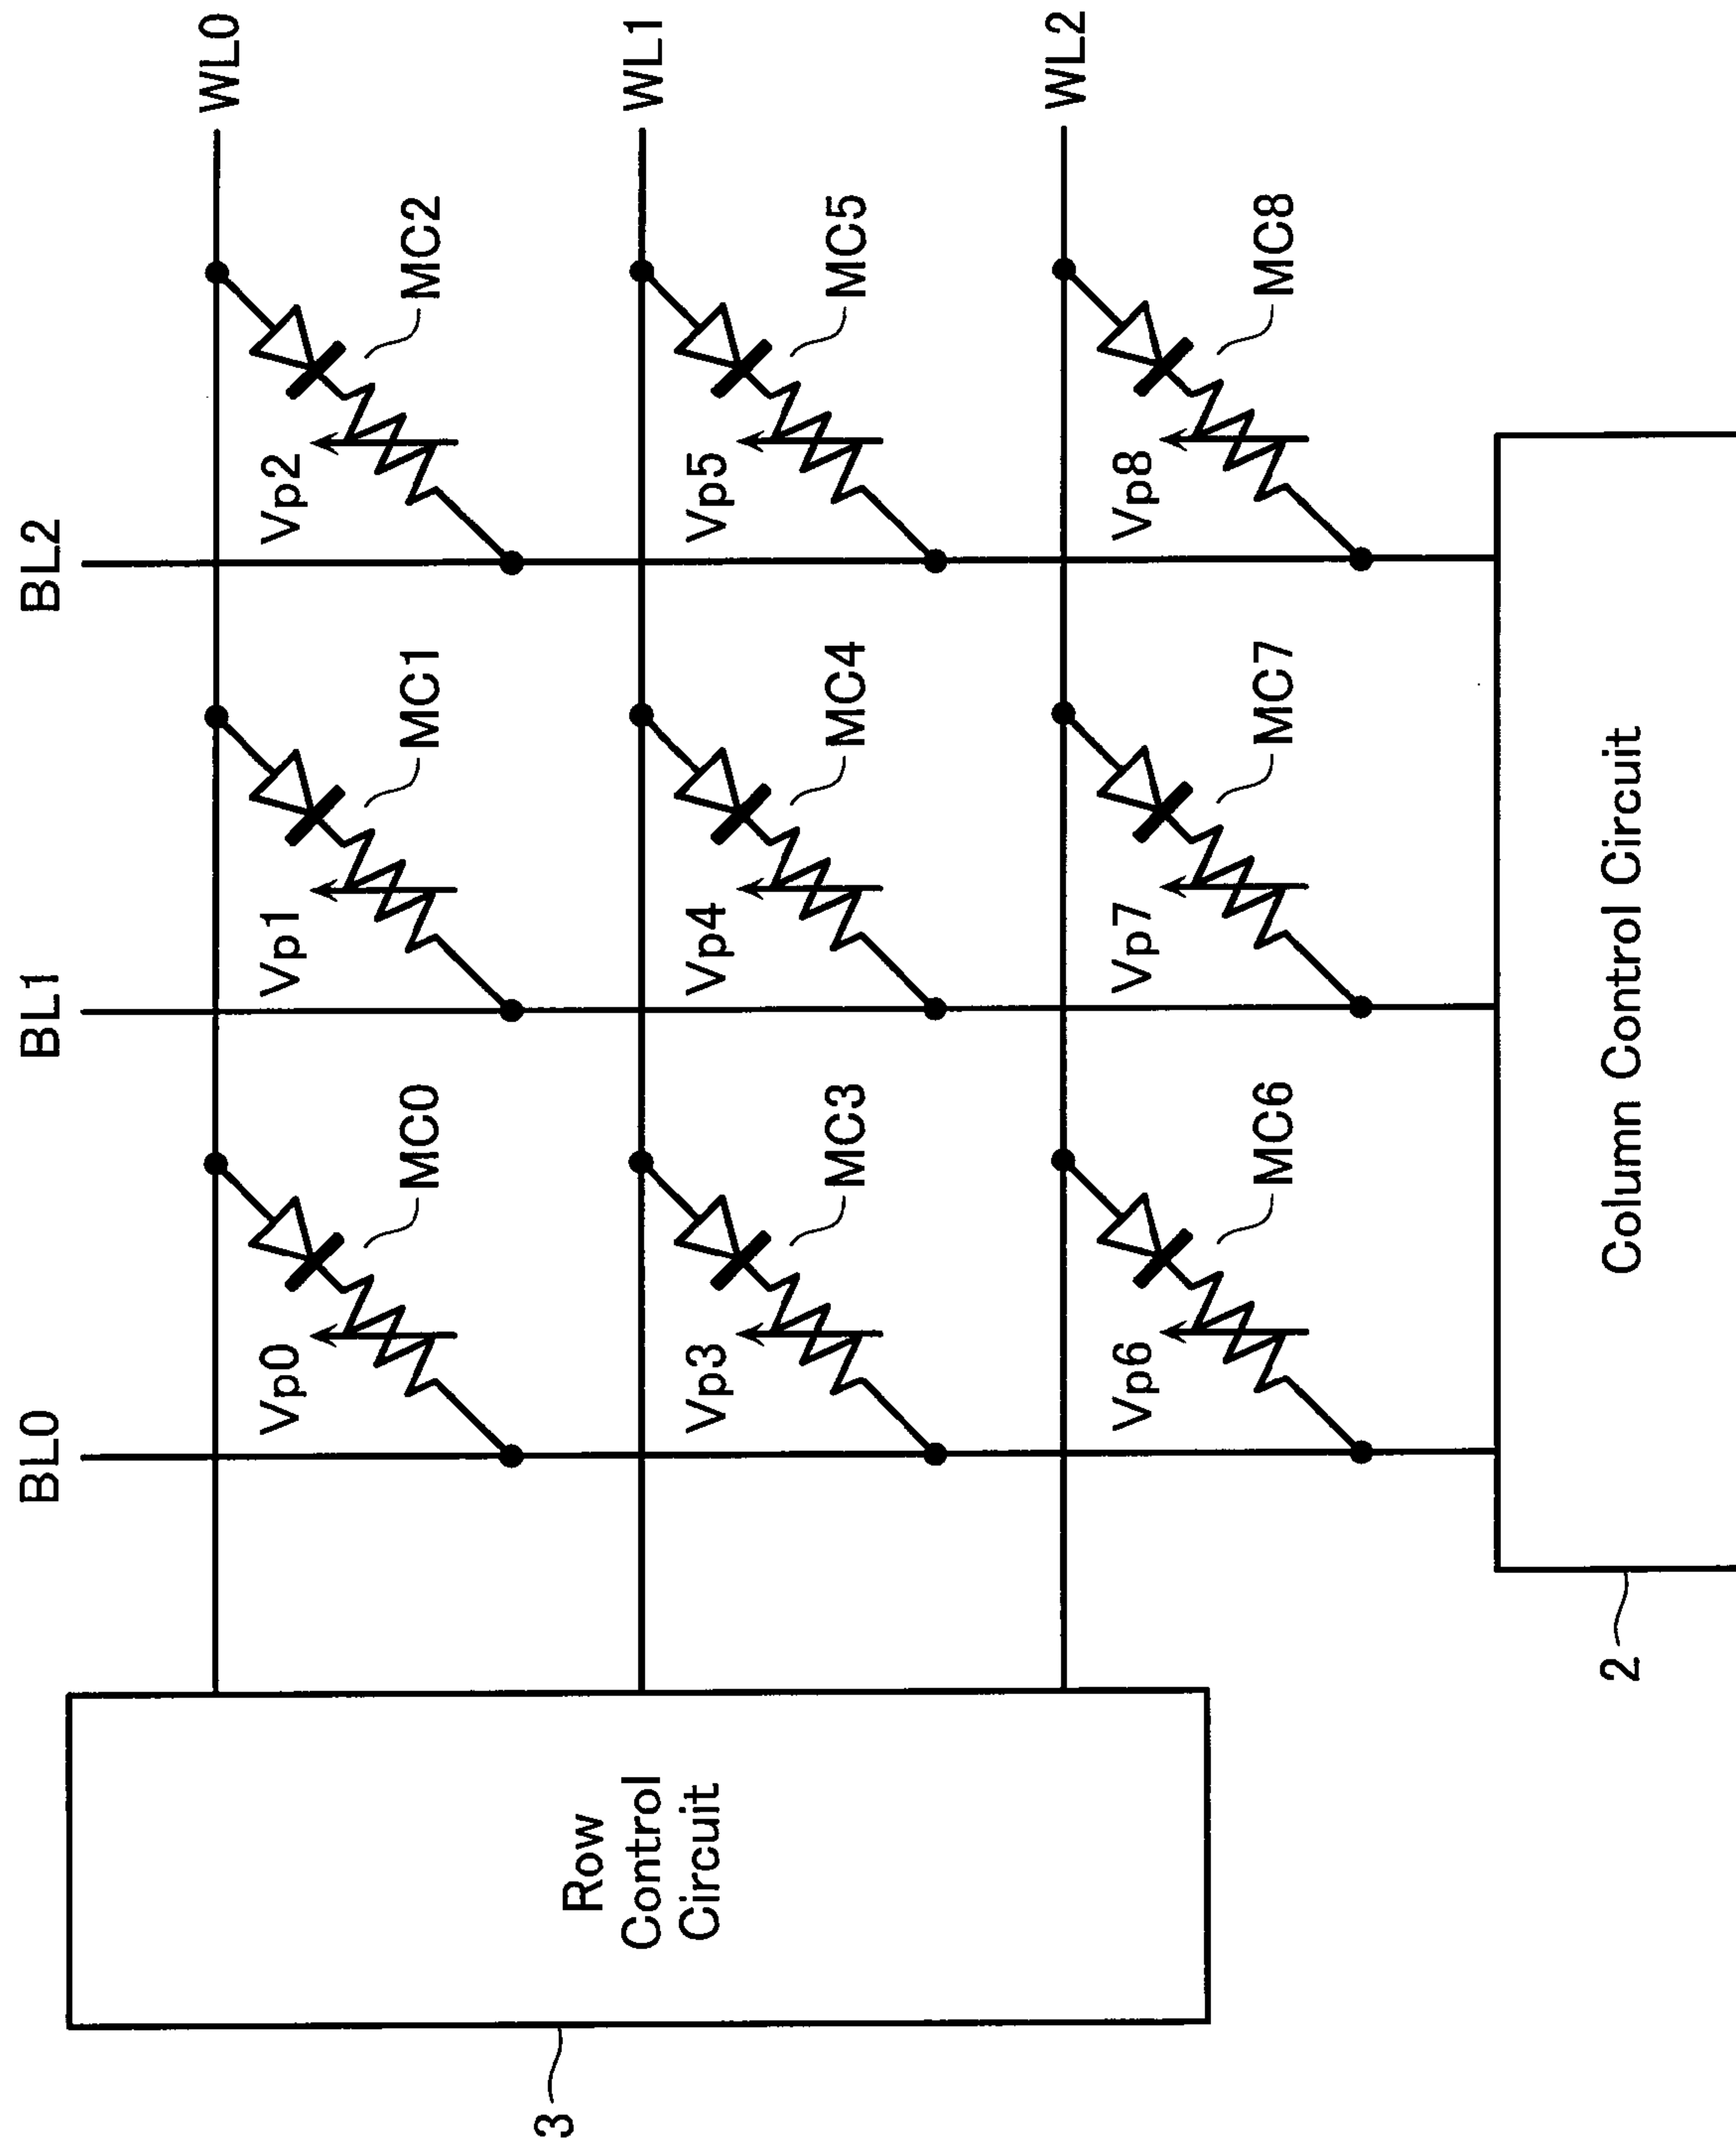 BL0
BL1
BL2
WL0
Vp0
MC0
Vp1
MC1
Vp2
MC2
Row
Control
Circuit
3
WL1
Vp3
MC3
Vp4
MC4
Vp5
MC5
WL2
Vp6
MC6
Vp7
MC7
Vp8
MC8
2
Column Control Circuit